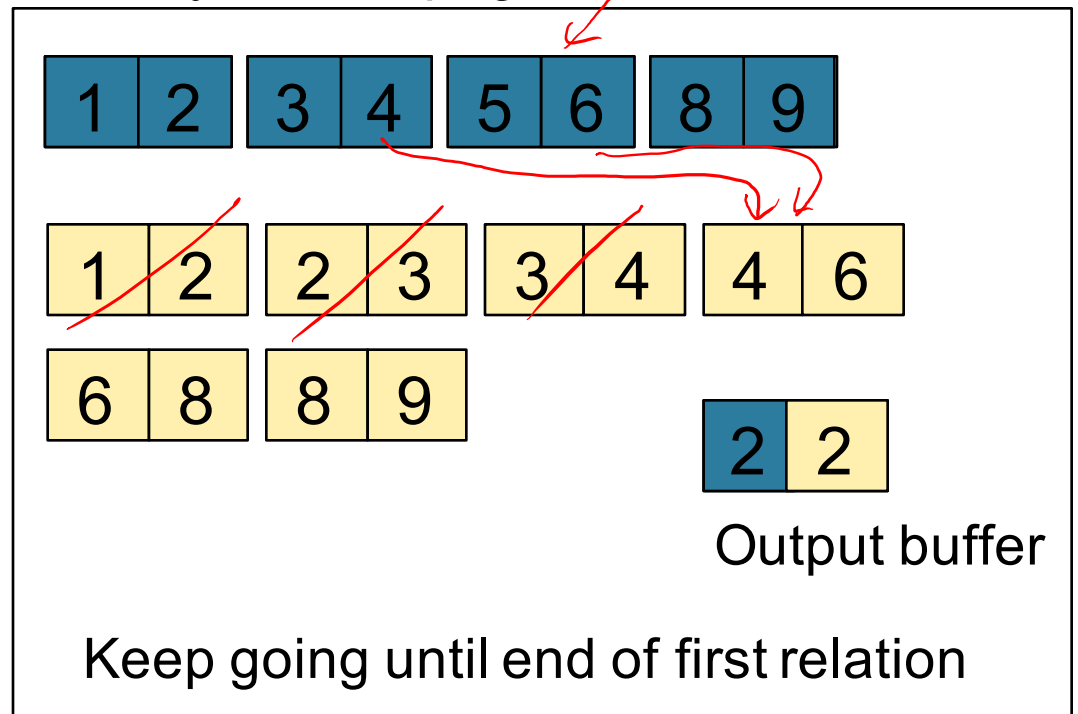 1 2 3 4 5 6 8 9
1 2 2 3 3 4 4 6
6 8 8 9
2 2
Output buffer
Keep going until end of first relation